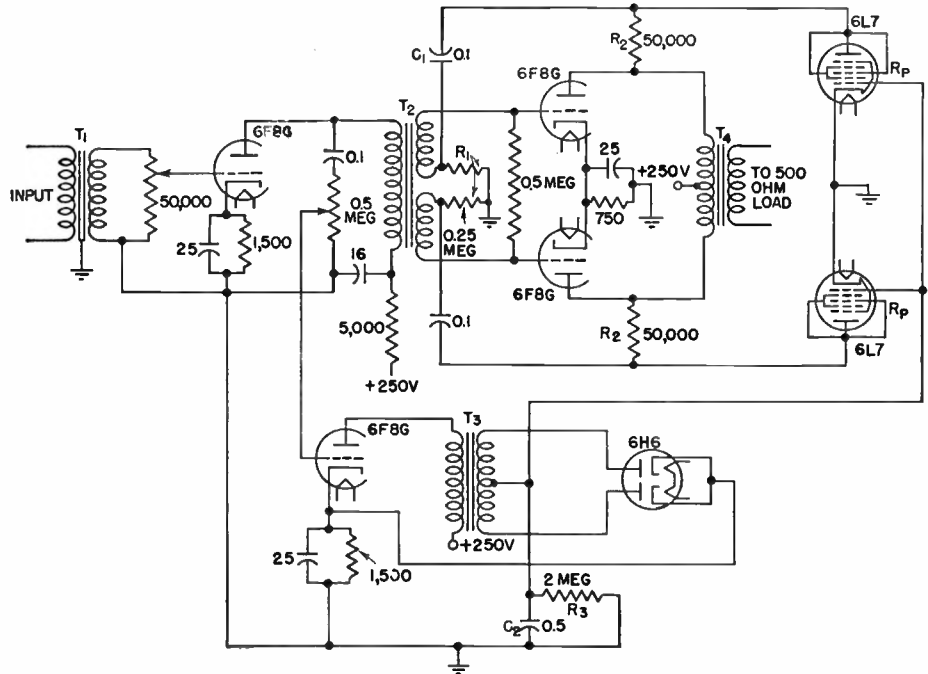 6L7
R2
50,000
C1
0.1
RP
6F8G
T2
T4
T1
6F8G
0.1
R1
25
+250V
TO 500
OHM
LOAD
INPUT
50,000
0.5
MEG
0.5 MEG
750
0.25
MEG
25
1,500
16
6F8G
RP
5,000
0.1
R2
50,000
6L7
+250V
6F8G
T3
6H6
+250V
25
1,500
2 MEG
R3
C2
0.5